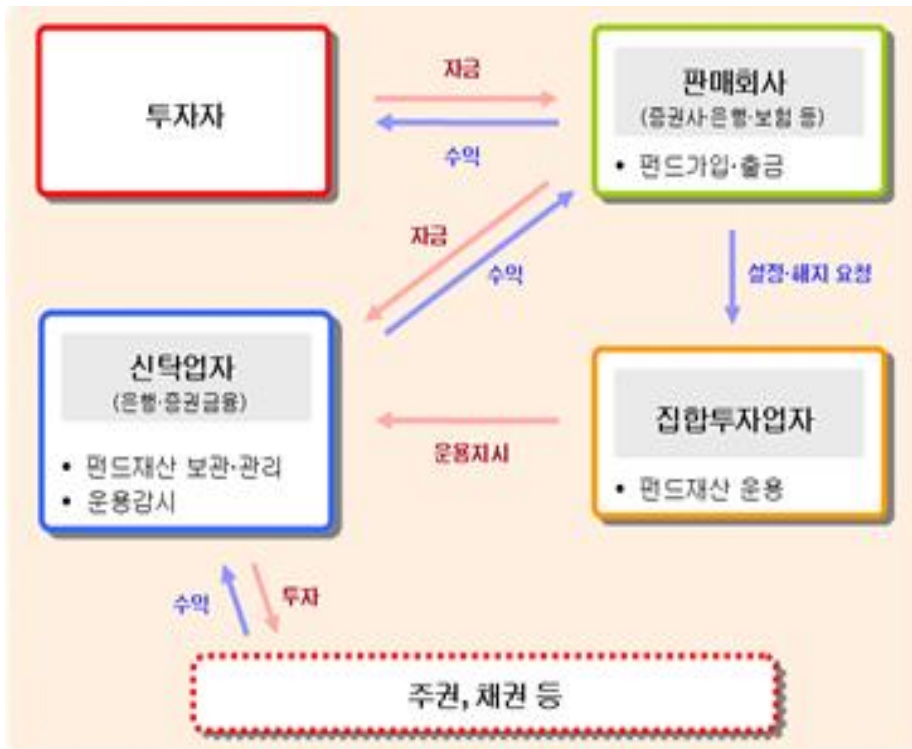 투자자
자금
수익
판매회사
(증권사·은행·보험 등)
• 펀드가입·출금
자금
수익
설정·해지 요청
신탁업자
(은행·증권금융)
• 펀드재산 보관·관리
• 운용감시
운용지시
집합투자업자
• 펀드재산 운용
수익
투자
주권, 채권 등